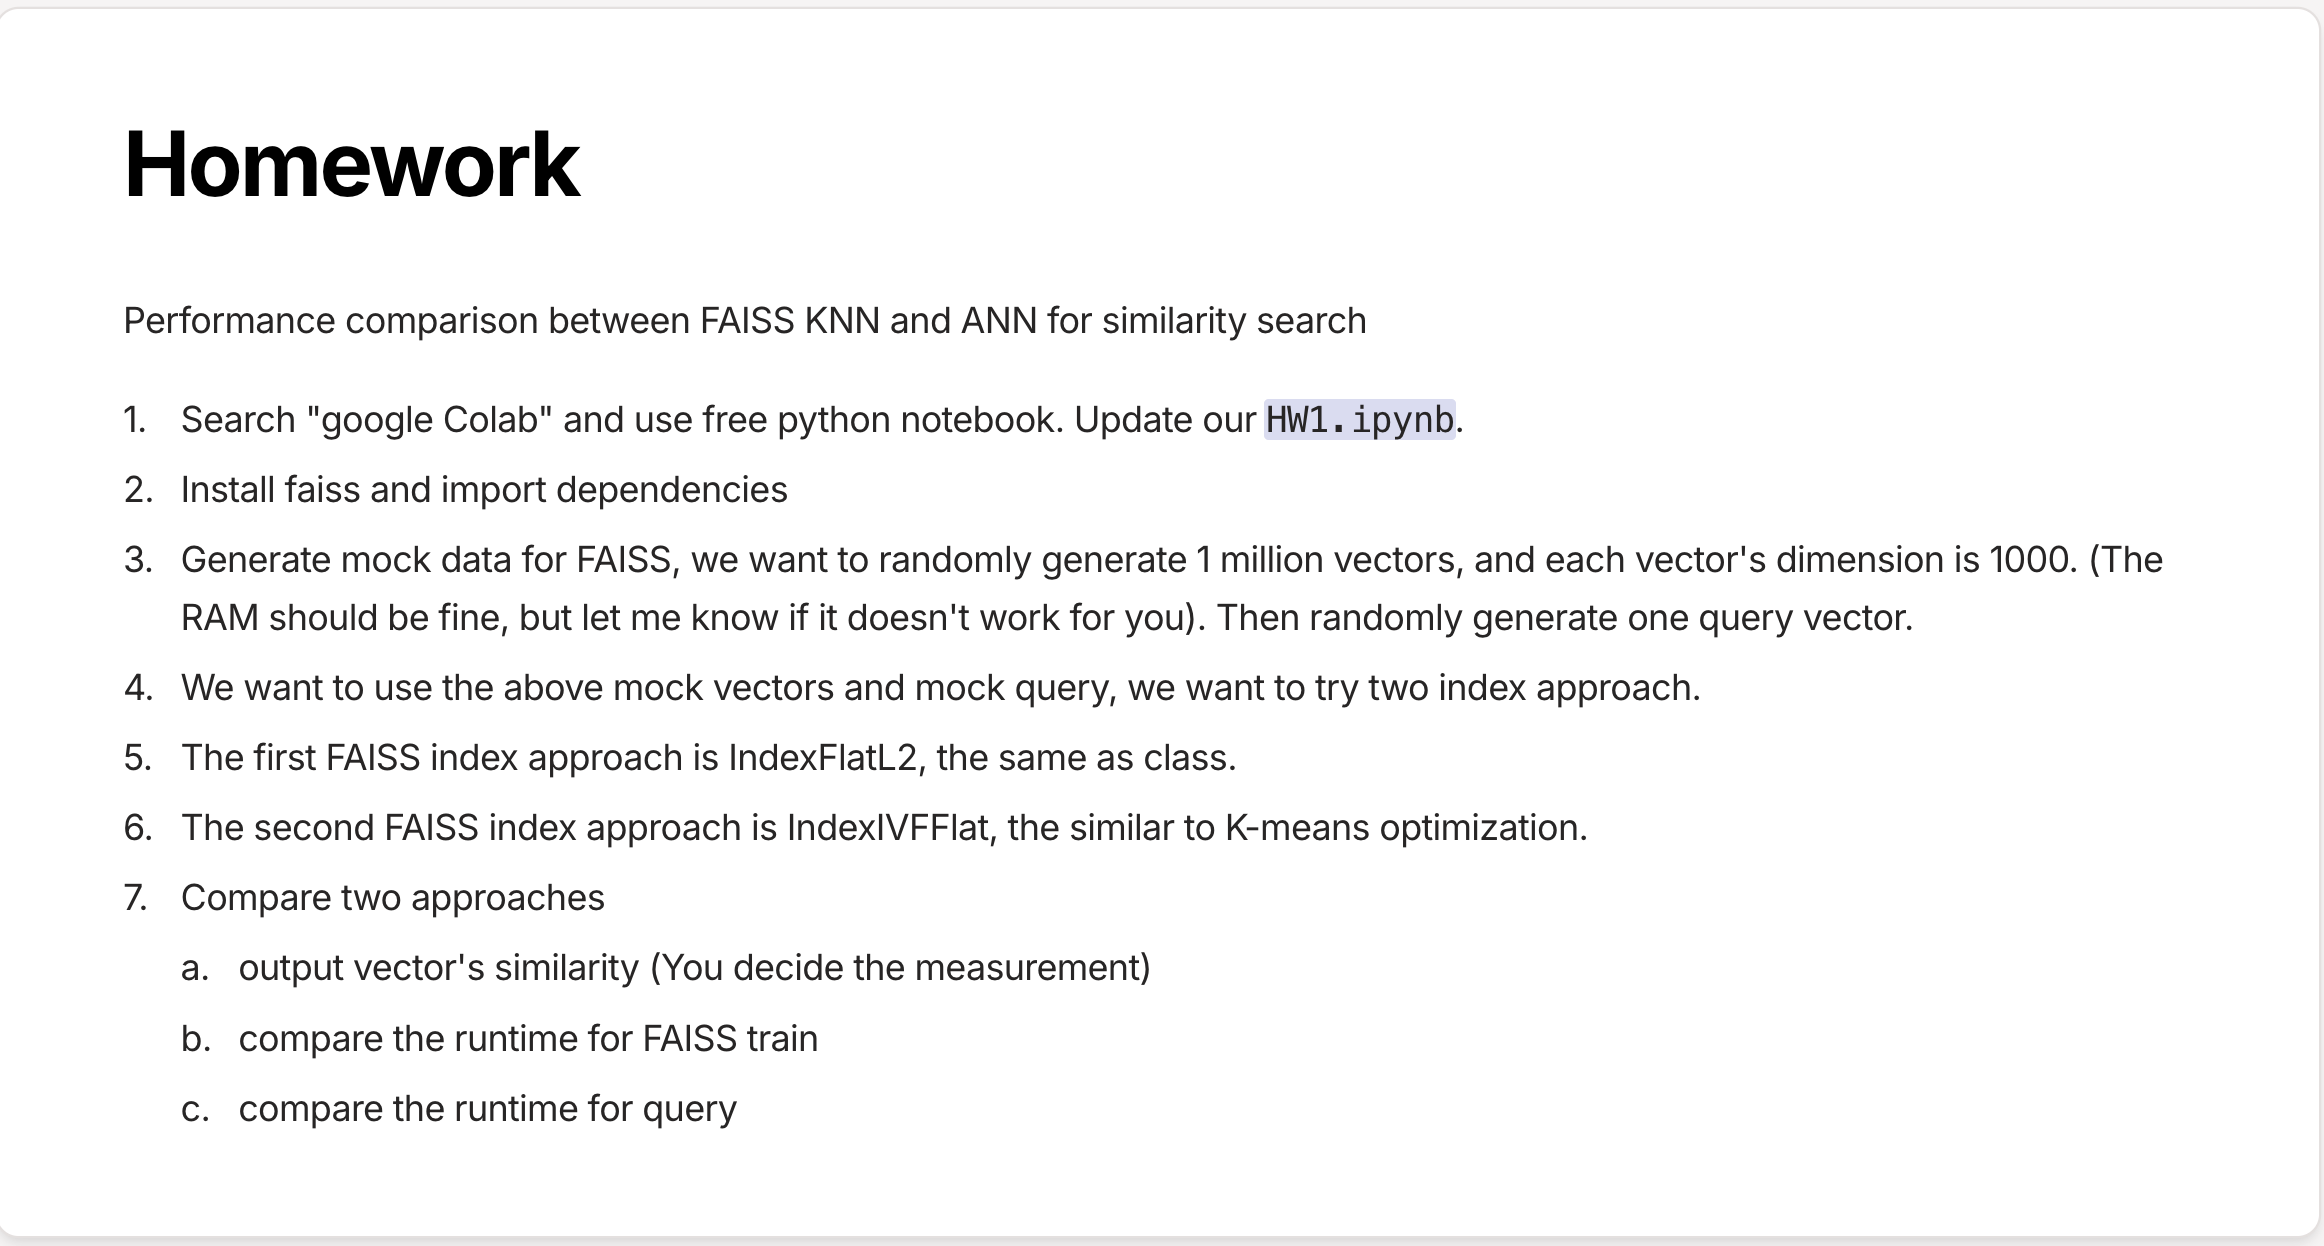 Homework
Performance comparison between FAISS KNN and ANN for similarity search
1. Search "google Colab" and use free python notebook. Update our HW1.ipynb.
2. Install faiss and import dependencies
3. Generate mock data for FAISS, we want to randomly generate 1 million vectors, and each vector's dimension is 1000. (The
RAM should be fine, but let me know if it doesn't work for you). Then randomly generate one query vector.
4. We want to use the above mock vectors and mock query, we want to try two index approach.
5. The first FAISS index approach is IndexFlatL2, the same as class.
6. The second FAISS index approach is IndexIVFFlat, the similar to K-means optimization.
7. Compare two approaches
a. output vector's similarity (You decide the measurement)
b. compare the runtime for FAISS train
c. compare the runtime for query